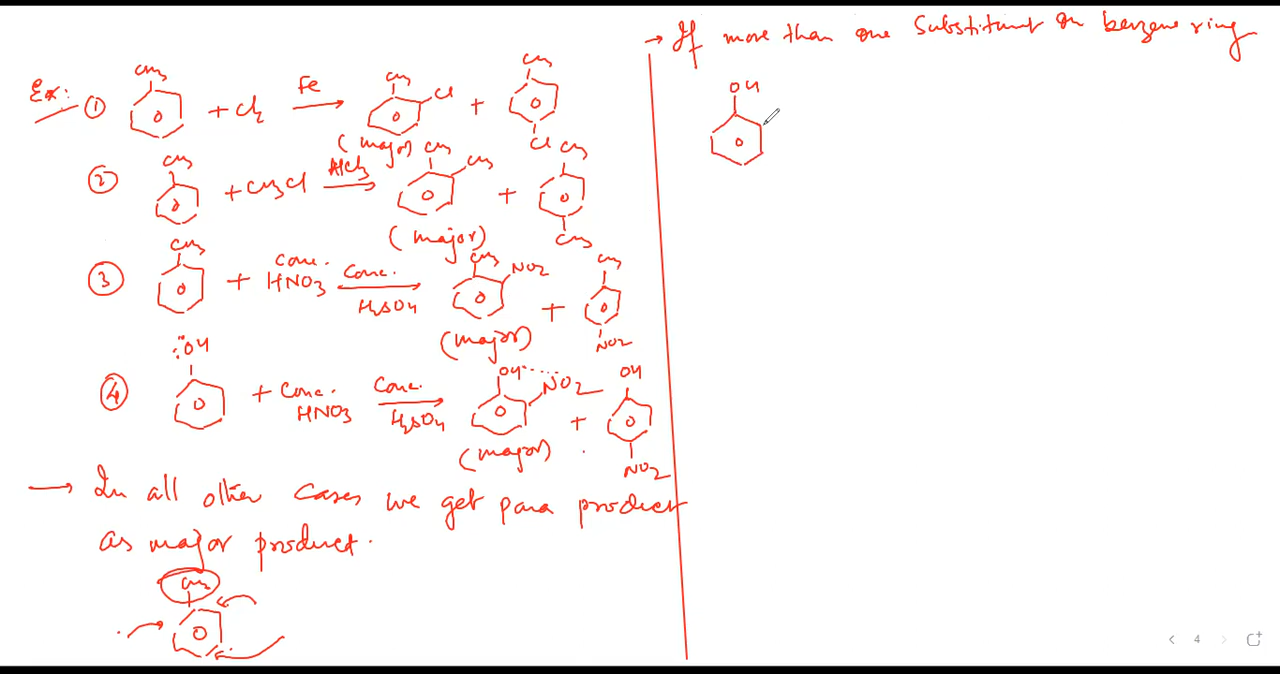 Ex: ① CH3 + Cl2 Fe CH3 Cl + CH3 Cl
(major)
② CH3 + CH3Cl AlCl3 CH3 CH3 + CH3 CH3
(major)
③ CH3 + Conc. HNO3 Conc. H2SO4 CH3 NO2 + CH3 NO2
(major)
④ :ÖH + Conc. HNO3 Conc. H2SO4 OH NO2 + OH NO2
(major)
→ In all other cases we get para product
as major product.
CH3
→ If more than one substituent on benzene ring
OH
4